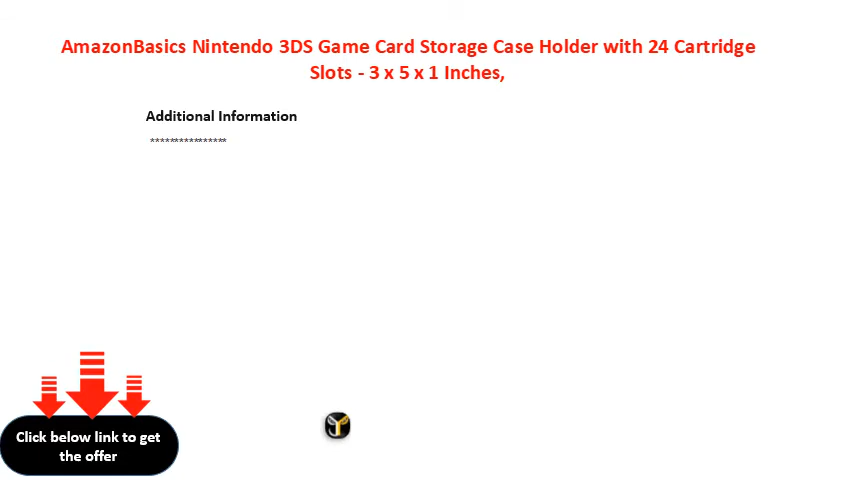 AmazonBasics Nintendo 3DS Game Card Storage Case Holder with 24 Cartridge
Slots - 3 x 5 x 1 Inches,
Additional Information
****************
Click below link to get
the offer